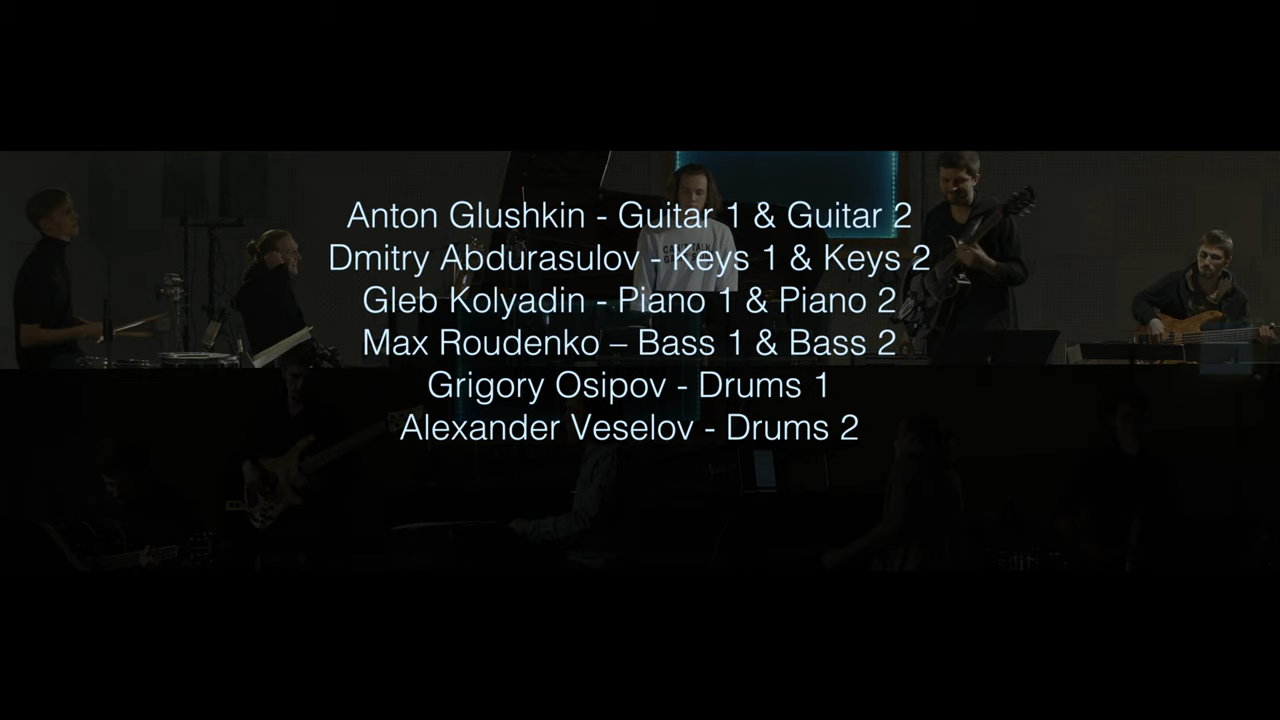 Anton Glushkin - Guitar 1 & Guitar 2
Dmitry Abdurasulov - Keys 1 & Keys 2
Gleb Kolyadin - Piano 1 & Piano 2
Max Roudenko – Bass 1 & Bass 2
Grigory Osipov - Drums 1
Alexander Veselov - Drums 2